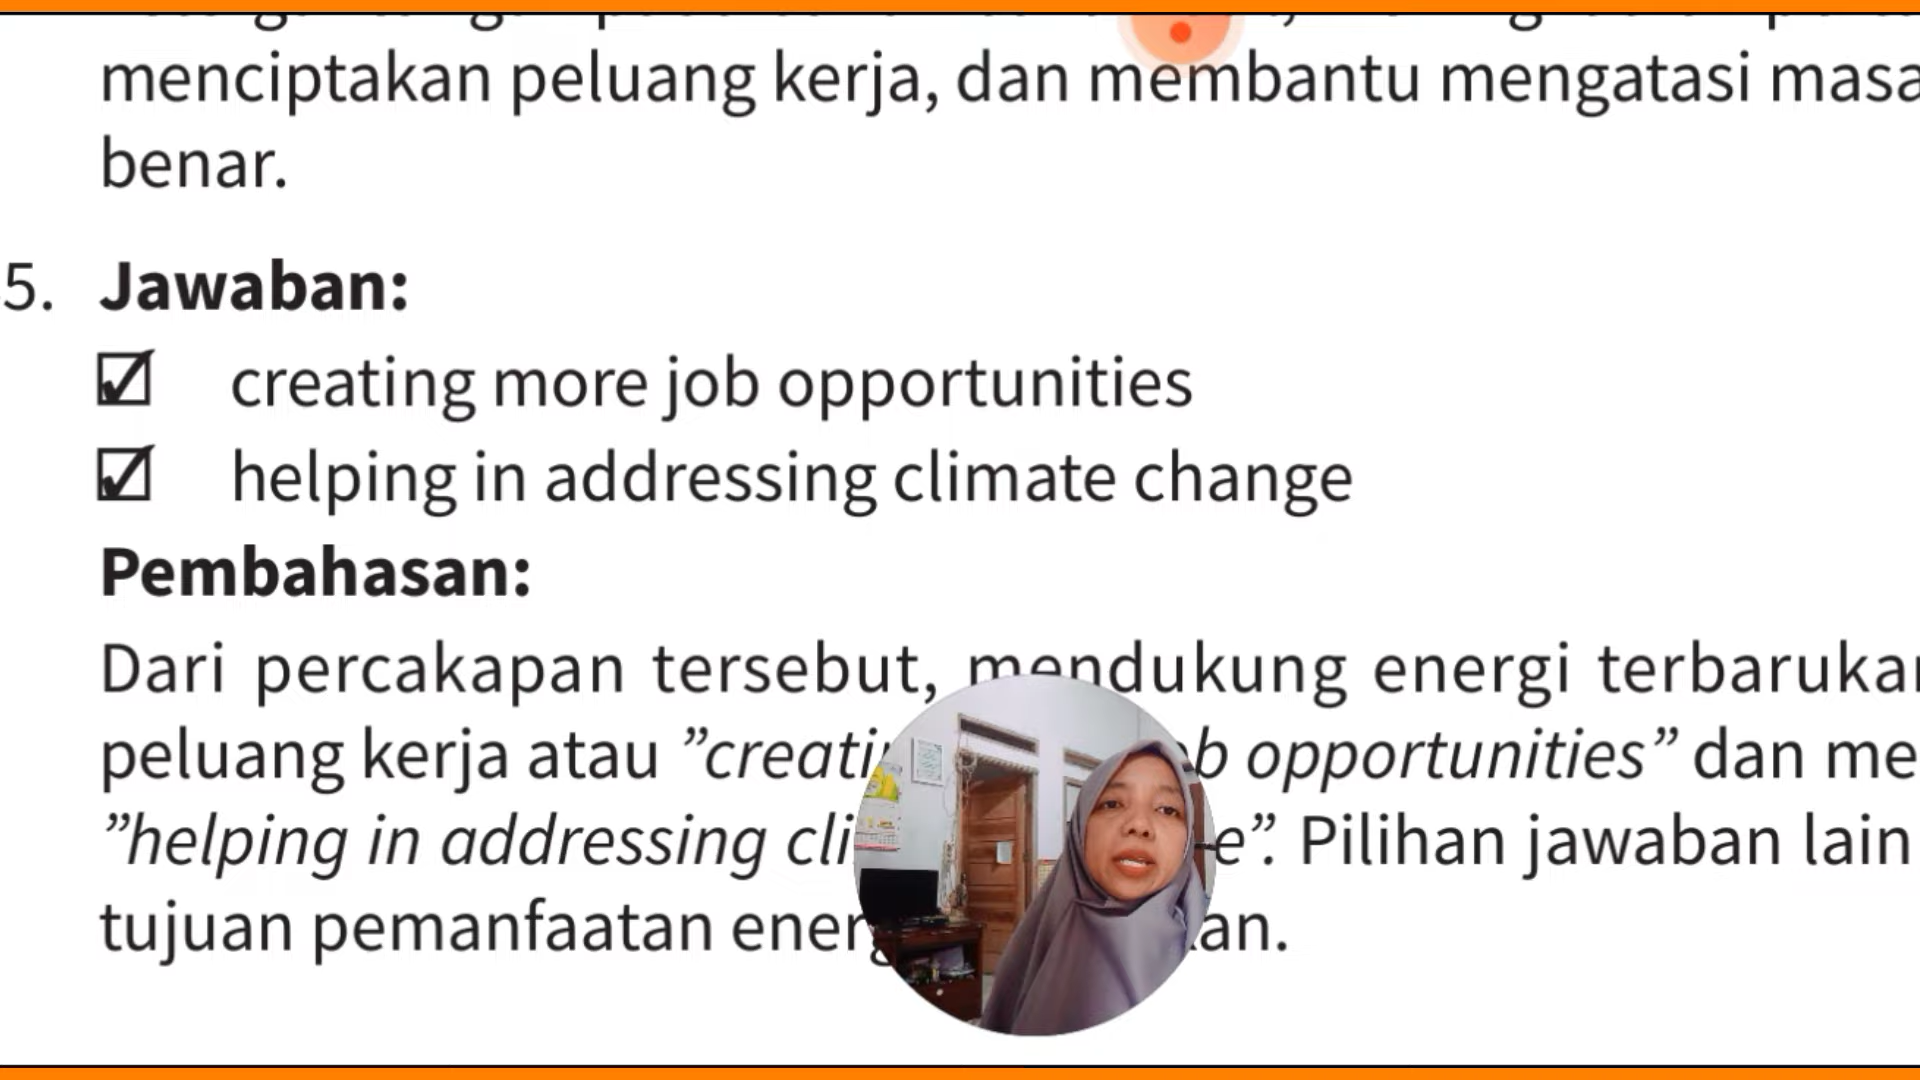 menciptakan peluang kerja, dan membantu mengatasi
benar.
5. Jawaban:
☑ creating more job opportunities
☑ helping in addressing climate change
Pembahasan:
Dari percakapan tersebut, mendukung energi
peluang kerja atau ”creati b opportunities” dan me
”helping in addressing cli e”. Pilihan jawaban lain
tujuan pemanfaatan ener an.